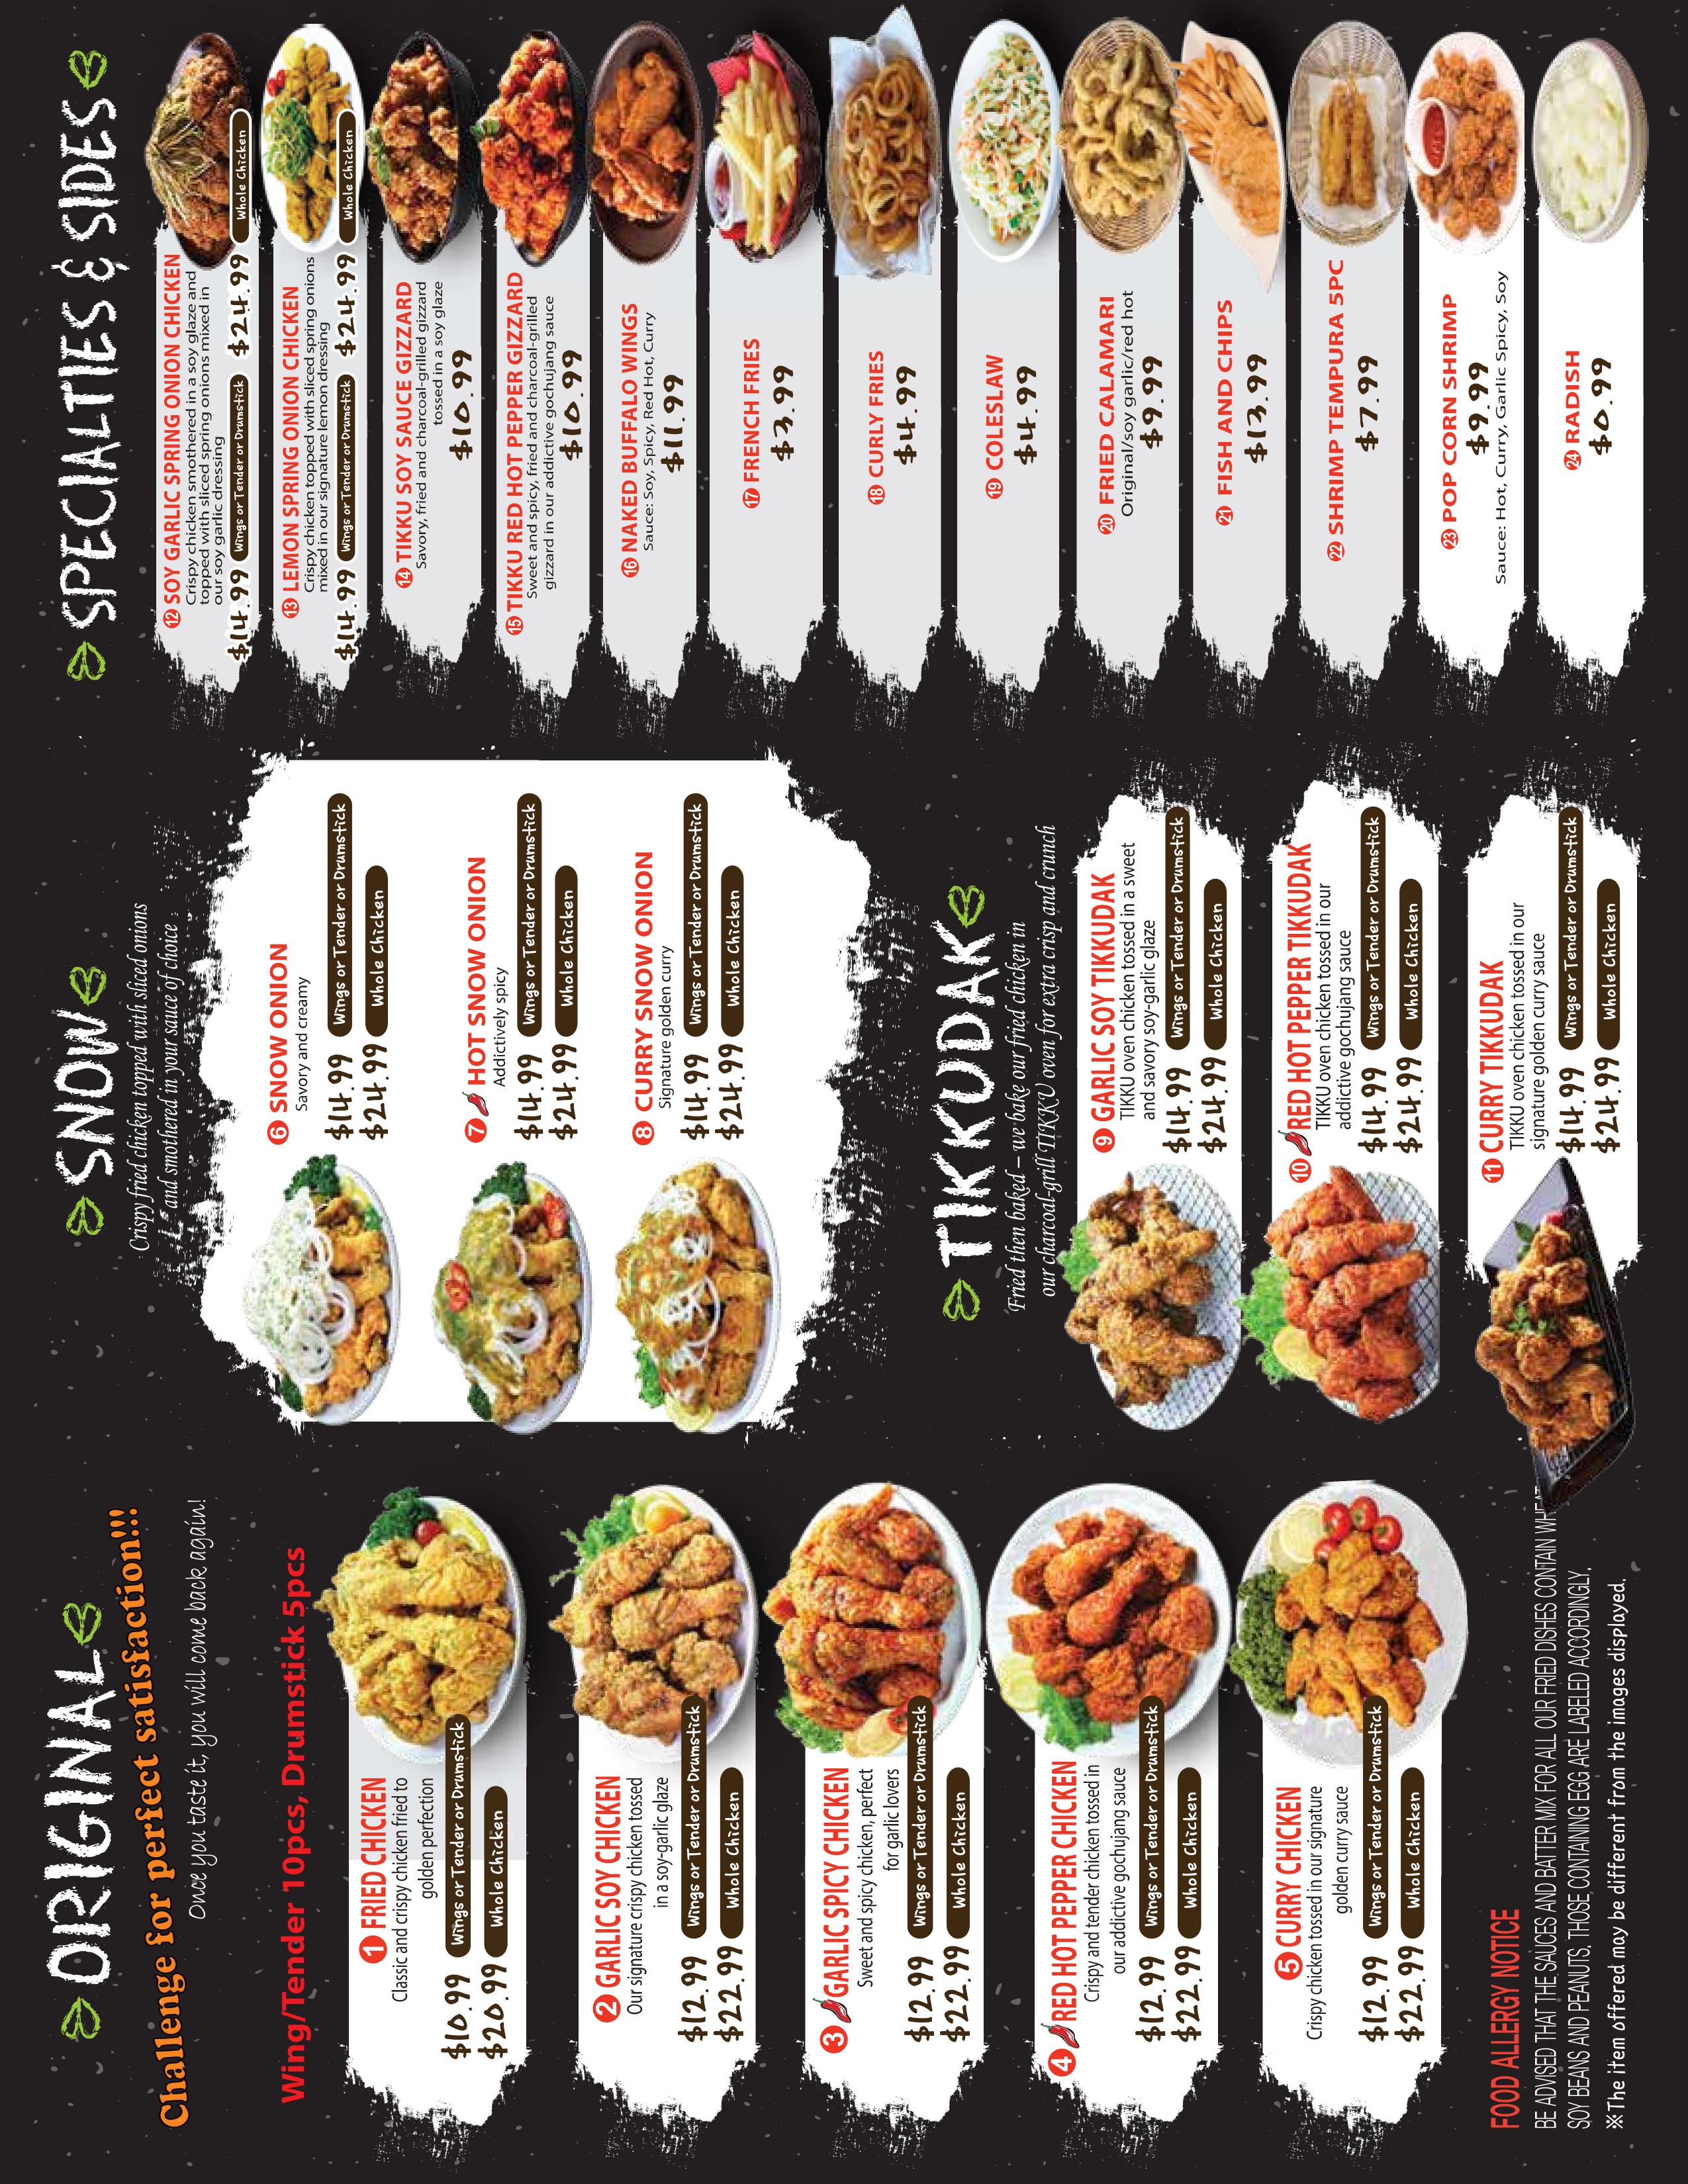 ORIGINAL
Challenge for perfect satisfaction!!!
Once you taste it, you will come back again!
Wing/Tender 10pcs, Drumstick 5pcs
1 FRIED CHICKEN
Classic and crispy chicken fried to
golden perfection
$10.99 Wings or Tender or Drumstick
$20.99 Whole Chicken
2 GARLIC SOY CHICKEN
Our signature crispy chicken tossed
in a soy-garlic glaze
$12.99 Wings or Tender or Drumstick
$22.99 Whole Chicken
3 GARLIC SPICY CHICKEN
Sweet and spicy chicken, perfect
for garlic lovers
$12.99 Wings or Tender or Drumstick
$22.99 Whole Chicken
4 RED HOT PEPPER CHICKEN
Crispy and tender chicken tossed in
our addictive gochujang sauce
$12.99 Wings or Tender or Drumstick
$22.99 Whole Chicken
5 CURRY CHICKEN
Crispy chicken tossed in our signature
golden curry sauce
$12.99 Wings or Tender or Drumstick
$22.99 Whole Chicken
FOOD ALLERGY NOTICE
BE ADVISED THAT THE SAUCES AND BATTER MIX FOR ALL OUR FRIED DISHES CONTAIN
SOY BEANS AND PEANUTS, THOSE CONTAINING EGG ARE LABELED ACCORDINGLY.
※The item offered may be different from the images displayed.
SNOW
Crispy fried chicken topped with sliced onions
and smothered in your sauce of choice
6 SNOW ONION
Savory and creamy
$14.99 Wings or Tender or Drumstick
$24.99 Whole Chicken
7 HOT SNOW ONION
Addictively spicy
$14.99 Wings or Tender or Drumstick
$24.99 Whole Chicken
8 CURRY SNOW ONION
Signature golden curry
$14.99 Wings or Tender or Drumstick
$24.99 Whole Chicken
TIKKUDAK
Fried then baked – we bake our fried chicken in
our charcoal-grill TIKKU oven for extra crisp and crunch
9 GARLIC SOY TIKKUDAK
TIKKU oven chicken tossed in a sweet
and savory soy-garlic glaze
$14.99 Wings or Tender or Drumstick
$24.99 Whole Chicken
10 RED HOT PEPPER TIKKUDAK
TIKKU oven chicken tossed in our
addictive gochujang sauce
$14.99 Wings or Tender or Drumstick
$24.99 Whole Chicken
11 CURRY TIKKUDAK
TIKKU oven chicken tossed in our
signature golden curry sauce
$14.99 Wings or Tender or Drumstick
$24.99 Whole Chicken
SPECIALTIES & SIDES
12 SOY GARLIC SPRING ONION CHICKEN
Crispy chicken smothered in a soy glaze and
topped with sliced spring onions mixed in
our soy garlic dressing
$14.99 Wings or Tender or Drumstick $24.99 Whole Chicken
13 LEMON SPRING ONION CHICKEN
Crispy chicken topped with sliced spring onions
mixed in our signature lemon dressing
$14.99 Wings or Tender or Drumstick $24.99 Whole Chicken
14 TIKKU SOY SAUCE GIZZARD
Savory, fried and charcoal-grilled gizzard
tossed in a soy glaze
$10.99
15 TIKKU RED HOT PEPPER GIZZARD
Sweet and spicy, fried and charcoal-grilled
gizzard in our addictive gochujang sauce
$10.99
16 NAKED BUFFALO WINGS
Sauce: Soy, Spicy, Red Hot, Curry
$11.99
17 FRENCH FRIES
$3.99
18 CURLY FRIES
$4.99
19 COLESLAW
$4.99
20 FRIED CALAMARI
Original/soy garlic/red hot
$9.99
21 FISH AND CHIPS
$13.99
22 SHRIMP TEMPURA 5PC
$7.99
23 POP CORN SHRIMP
$9.99
Sauce: Hot, Curry, Garlic Spicy, Soy
24 RADISH
$0.99